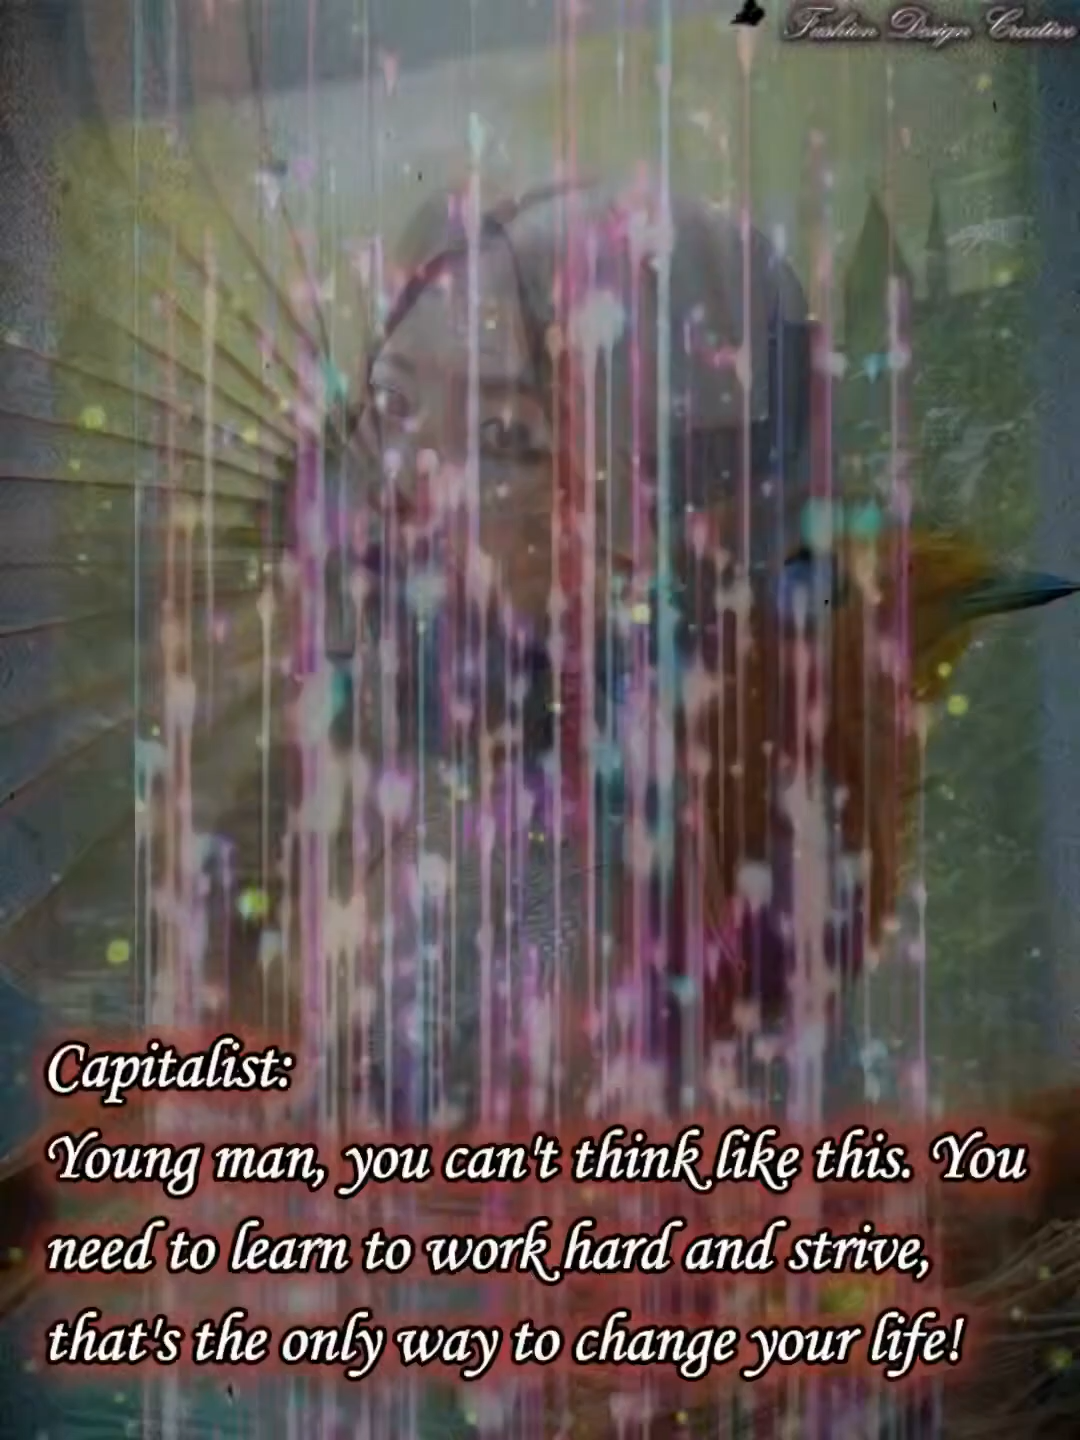 Fashion Design Creative
Capitalist:
Young man, you can't think like this. You
need to learn to work hard and strive,
that's the only way to change your life!